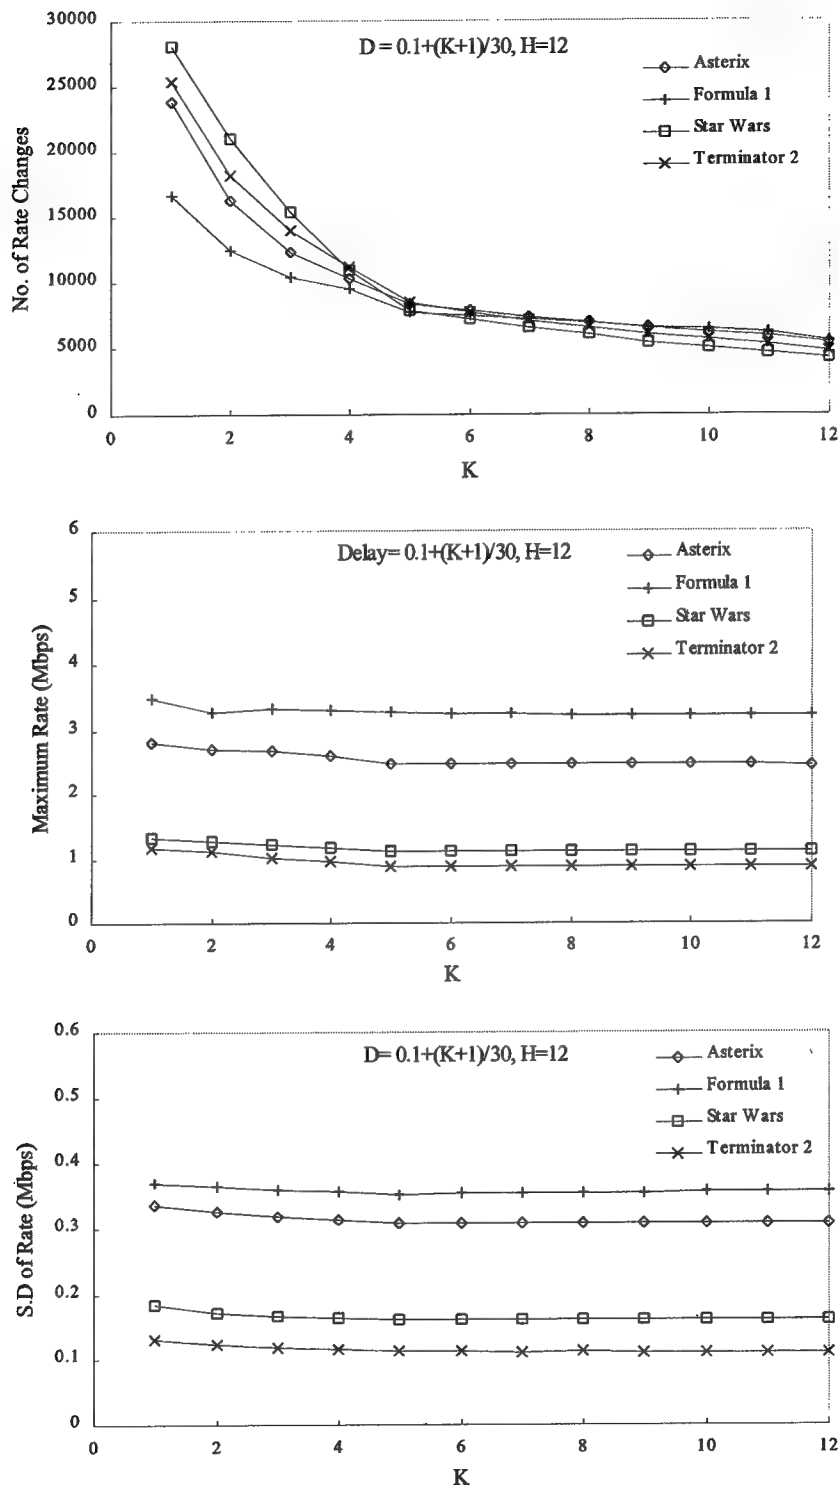 30000
25000
20000
15000
10000
5000
0
No. of Rate Changes
D = 0.1+(K+1)/30, H=12
Asterix
Formula 1
Star Wars
Terminator 2
0 2 4 6 8 10 12
K
6
5
4
3
2
1
0
Maximum Rate (Mbps)
Delay= 0.1+(K+1)/30, H=12
Asterix
Formula 1
Star Wars
Terminator 2
0 2 4 6 8 10 12
K
0.6
0.5
0.4
0.3
0.2
0.1
0
S.D of Rate (Mbps)
D= 0.1+(K+1)/30, H=12
Asterix
Formula 1
Star Wars
Terminator 2
0 2 4 6 8 10 12
K